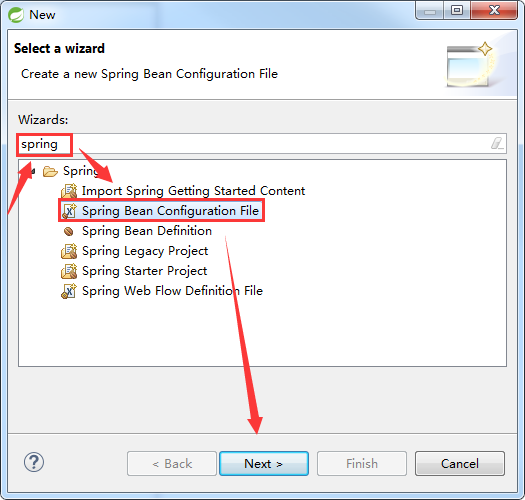 New
Select a wizard
Create a new Spring Bean Configuration File
Wizards:
spring
Spring
Import Spring Getting Started Content
Spring Bean Configuration File
Spring Bean Definition
Spring Legacy Project
Spring Starter Project
Spring Web Flow Definition File
? < Back Next > Finish Cancel